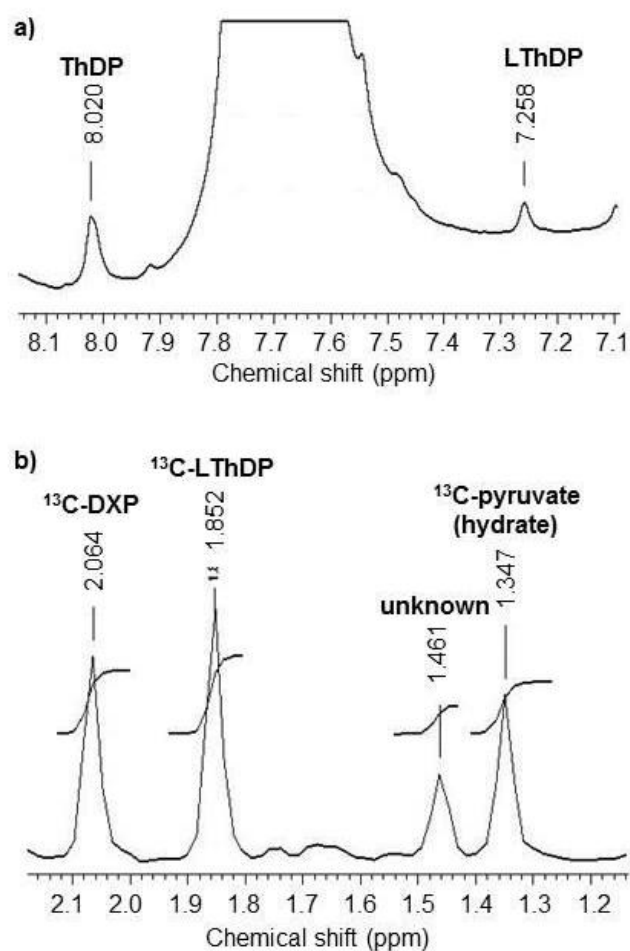 a)
ThDP
8.020
LThDP
7.258
8.1 8.0 7.9 7.8 7.7 7.6 7.5 7.4 7.3 7.2 7.1
Chemical shift (ppm)
b)
¹³C-DXP
2.064
¹³C-LThDP
1.852
unknown
1.461
¹³C-pyruvate
(hydrate)
1.347
2.1 2.0 1.9 1.8 1.7 1.6 1.5 1.4 1.3 1.2
Chemical shift (ppm)